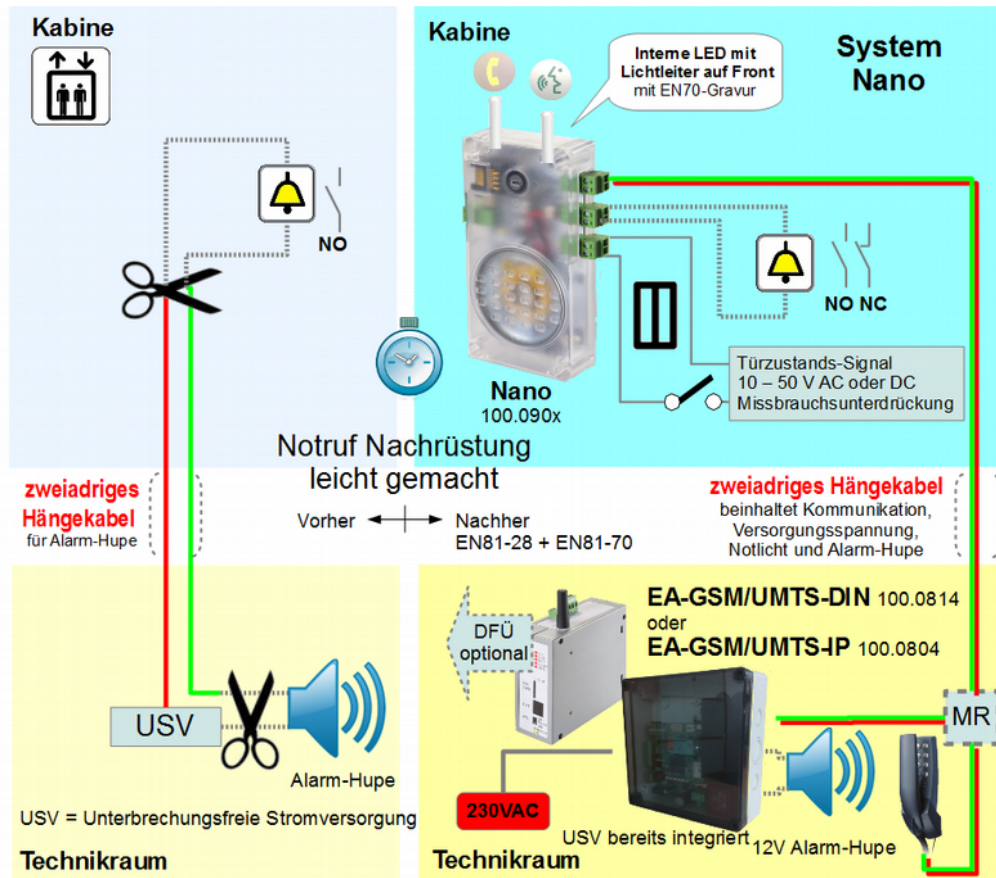 Kabine
NO
Kabine
Interne LED mit
Lichtleiter auf Front
mit EN70-Gravur
System
Nano
NO NC
Türzustands-Signal
10 – 50 V AC oder DC
Missbrauchsunterdrückung
Nano
100.090x
Notruf Nachrüstung
leicht gemacht
Vorher
Nachher
EN81-28 + EN81-70
zweiadriges
Hängekabel
für Alarm-Hupe
zweiadriges Hängekabel
beinhaltet Kommunikation,
Versorgungsspannung,
Notlicht und Alarm-Hupe
USV
Alarm-Hupe
USV = Unterbrechungsfreie Stromversorgung
Technikraum
EA-GSM/UMTS-DIN 100.0814
oder
EA-GSM/UMTS-IP 100.0804
DFÜ
optional
MR
230VAC
USV bereits integriert
12V Alarm-Hupe
Technikraum